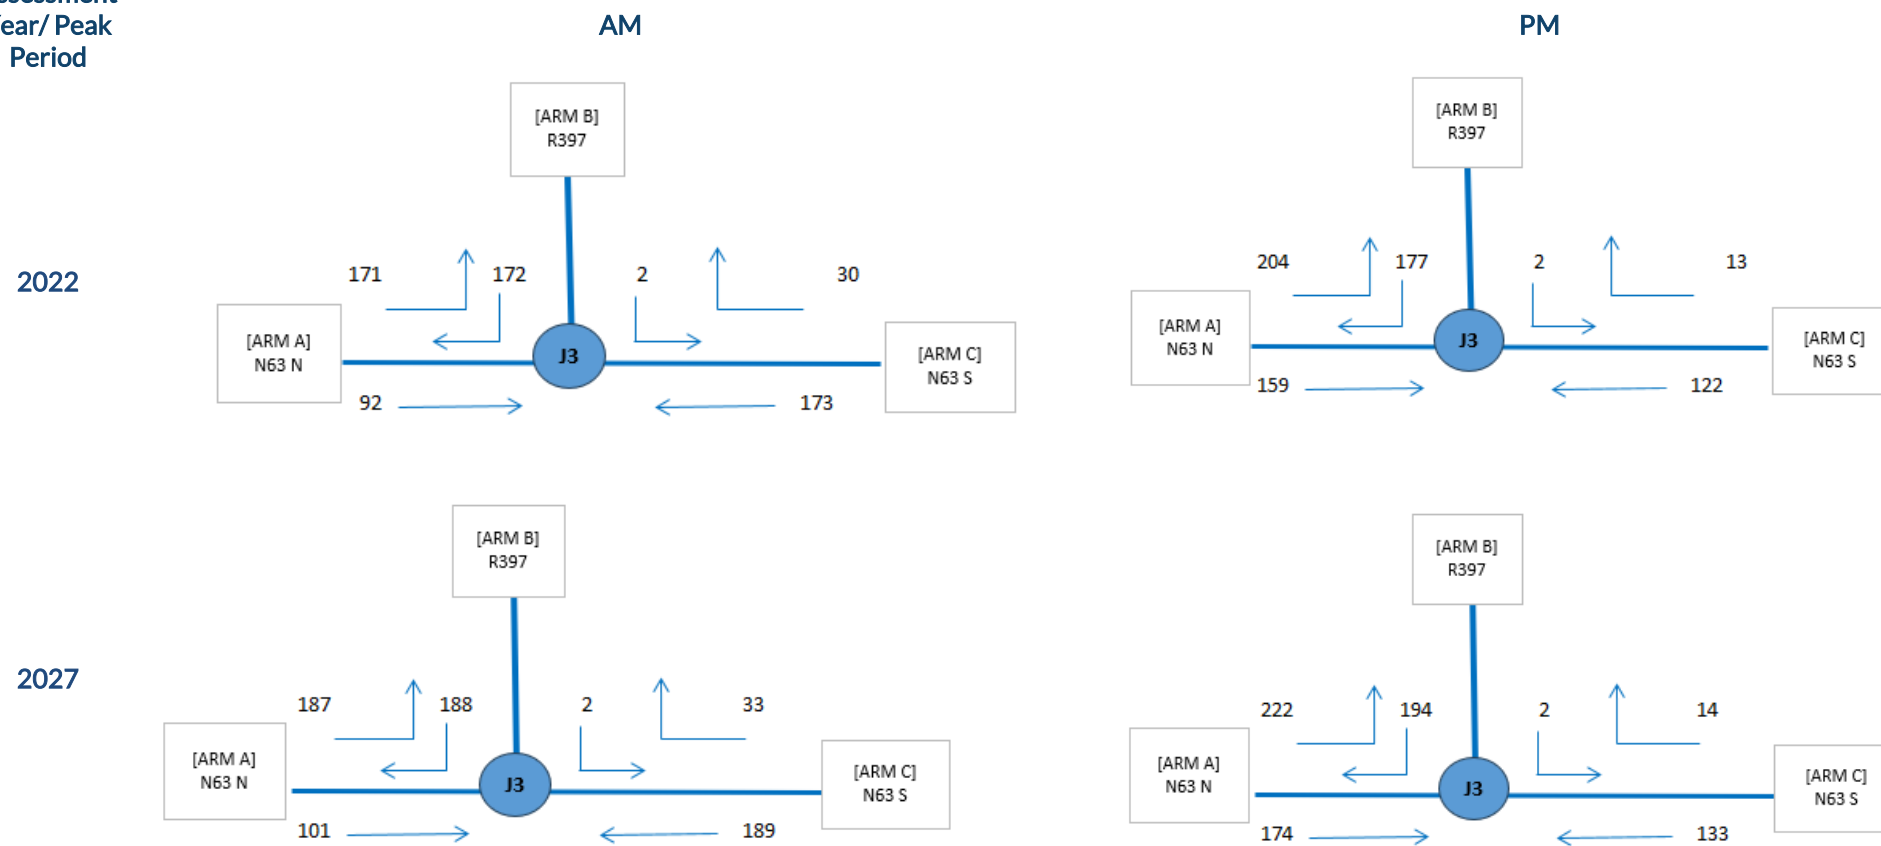 Year/ Peak
Period
AM
PM
[ARM B]
R397
171
172
2
30
[ARM A]
N63 N
J3
[ARM C]
N63 S
92
173
[ARM B]
R397
204
177
2
13
[ARM A]
N63 N
J3
[ARM C]
N63 S
159
122
2022
[ARM B]
R397
187
188
2
33
[ARM A]
N63 N
J3
[ARM C]
N63 S
101
189
[ARM B]
R397
222
194
2
14
[ARM A]
N63 N
J3
[ARM C]
N63 S
174
133
2027